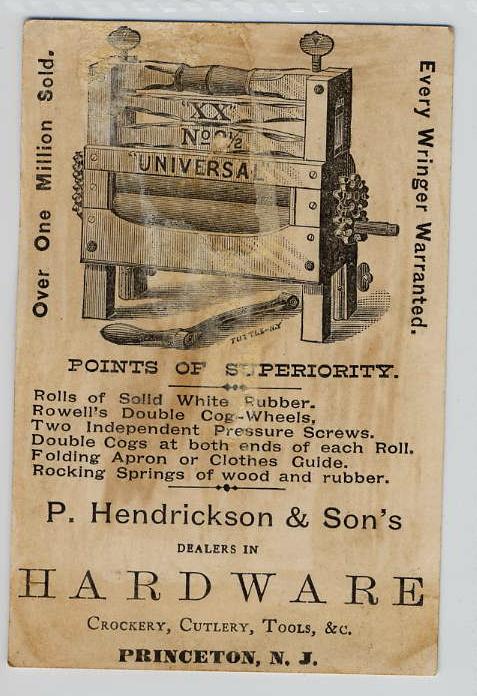 Over One Million Sold.
Every Wringer Warranted.
"XX"
No 2½
"UNIVERSAL
TUTTLE-N.Y
POINTS OF SUPERIORITY.
Rolls of Solid White Rubber.
Rowell's Double Cog-Wheels,
Two Independent Pressure Screws.
Double Cogs at both ends of each Roll.
Folding Apron or Clothes Guide.
Rocking Springs of wood and rubber.
P. Hendrickson & Son's
DEALERS IN
HARDWARE
CROCKERY, CUTLERY, TOOLS, &C.
PRINCETON, N. J.